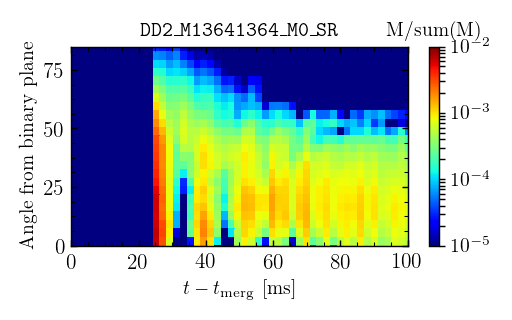 DD2_M13641364_M0_SR
M/sum(M)
Angle from binary plane
75
50
25
0
0 20 40 60 80 100
t − t_merg [ms]
10^−2
10^−3
10^−4
10^−5